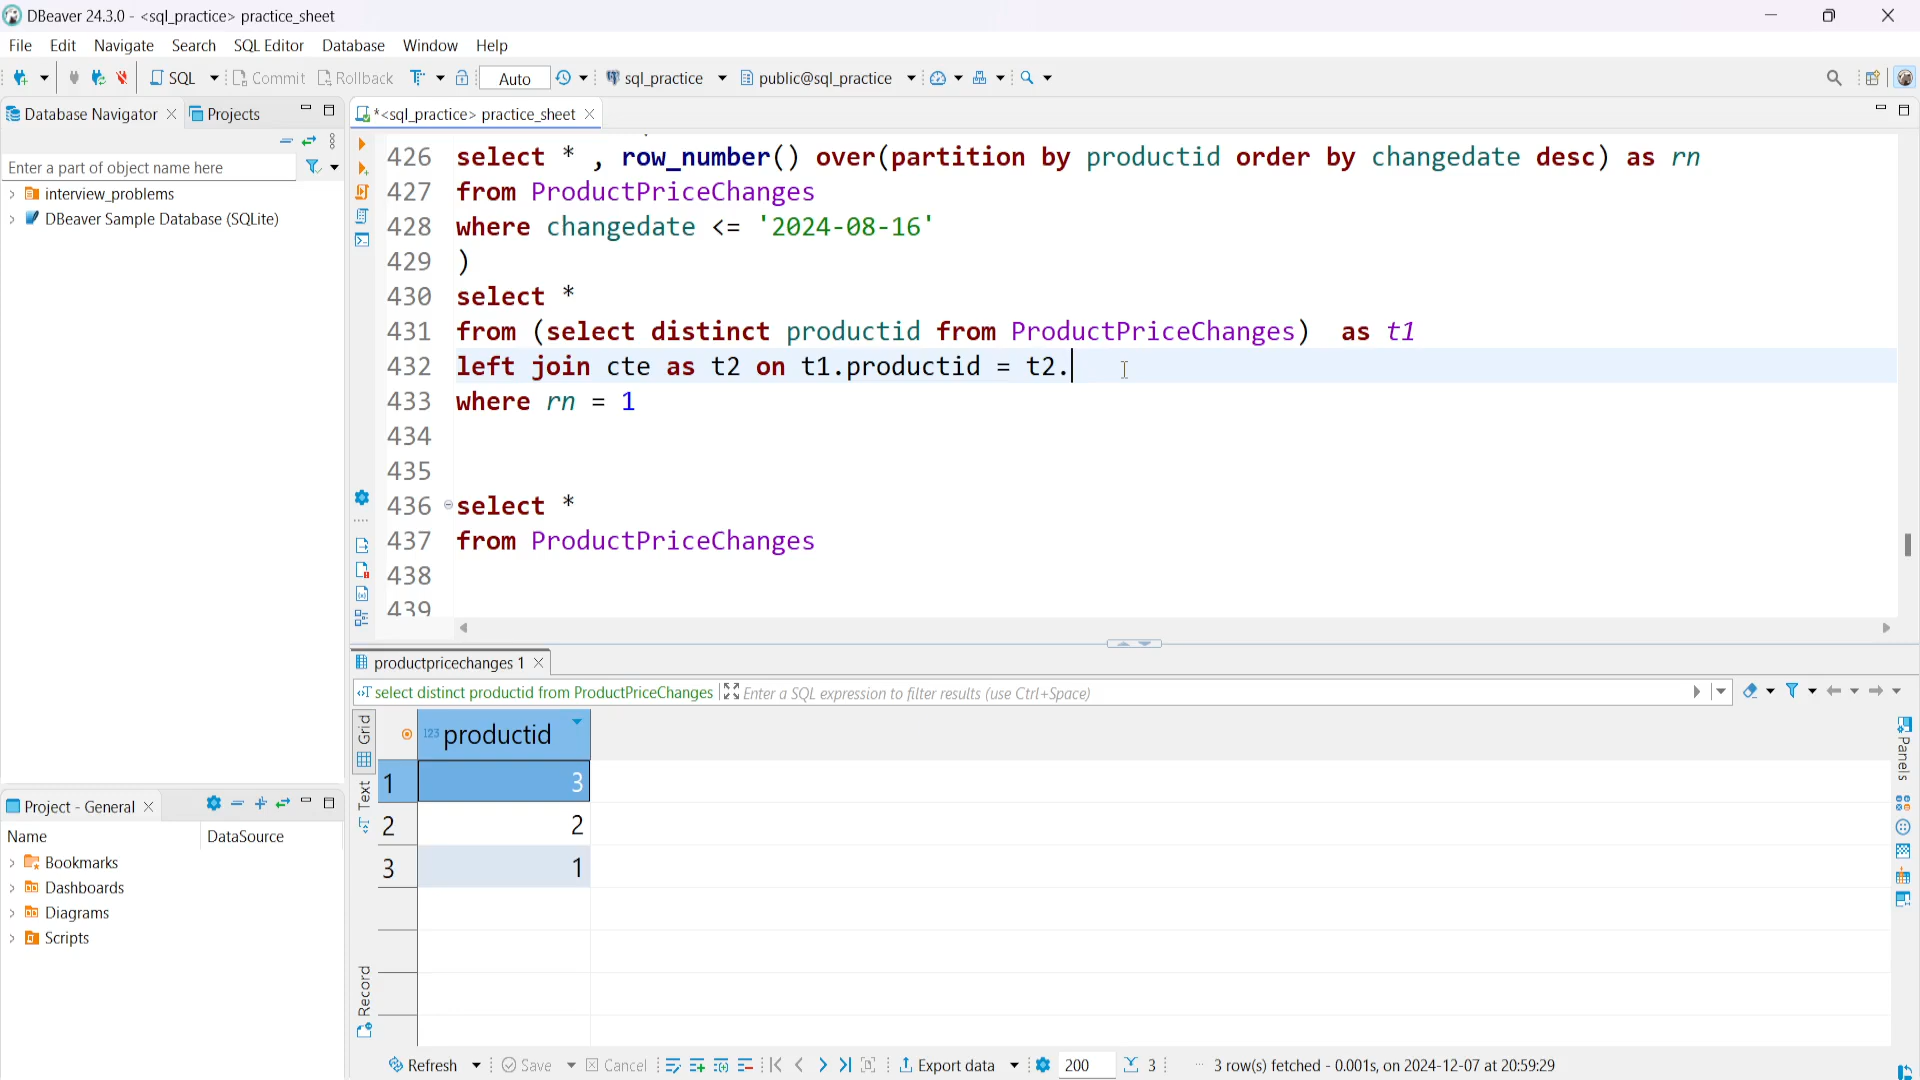 DBeaver 24.3.0 - <sql_practice> practice_sheet
File Edit Navigate Search SQL Editor Database Window Help
SQL Commit Rollback Auto sql_practice public@sql_practice
Database Navigator Projects
*<sql_practice> practice_sheet
Enter a part of object name here
interview_problems
DBeaver Sample Database (SQLite)
426 select * , row_number() over(partition by productid order by changedate desc) as rn
427 from ProductPriceChanges
428 where changedate <= '2024-08-16'
429 )
430 select *
431 from (select distinct productid from ProductPriceChanges) as t1
432 left join cte as t2 on t1.productid = t2.
433 where rn = 1
434
435
436 select *
437 from ProductPriceChanges
438
439
Project - General
Name DataSource
Bookmarks
Dashboards
Diagrams
Scripts
productpricechanges 1
select distinct productid from ProductPriceChanges Enter a SQL expression to filter results (use Ctrl+Space)
Grid
Text
Record
Panels
123 productid
1 3
2 2
3 1
Refresh Save Cancel Export data 200 3 3 row(s) fetched - 0.001s, on 2024-12-07 at 20:59:29